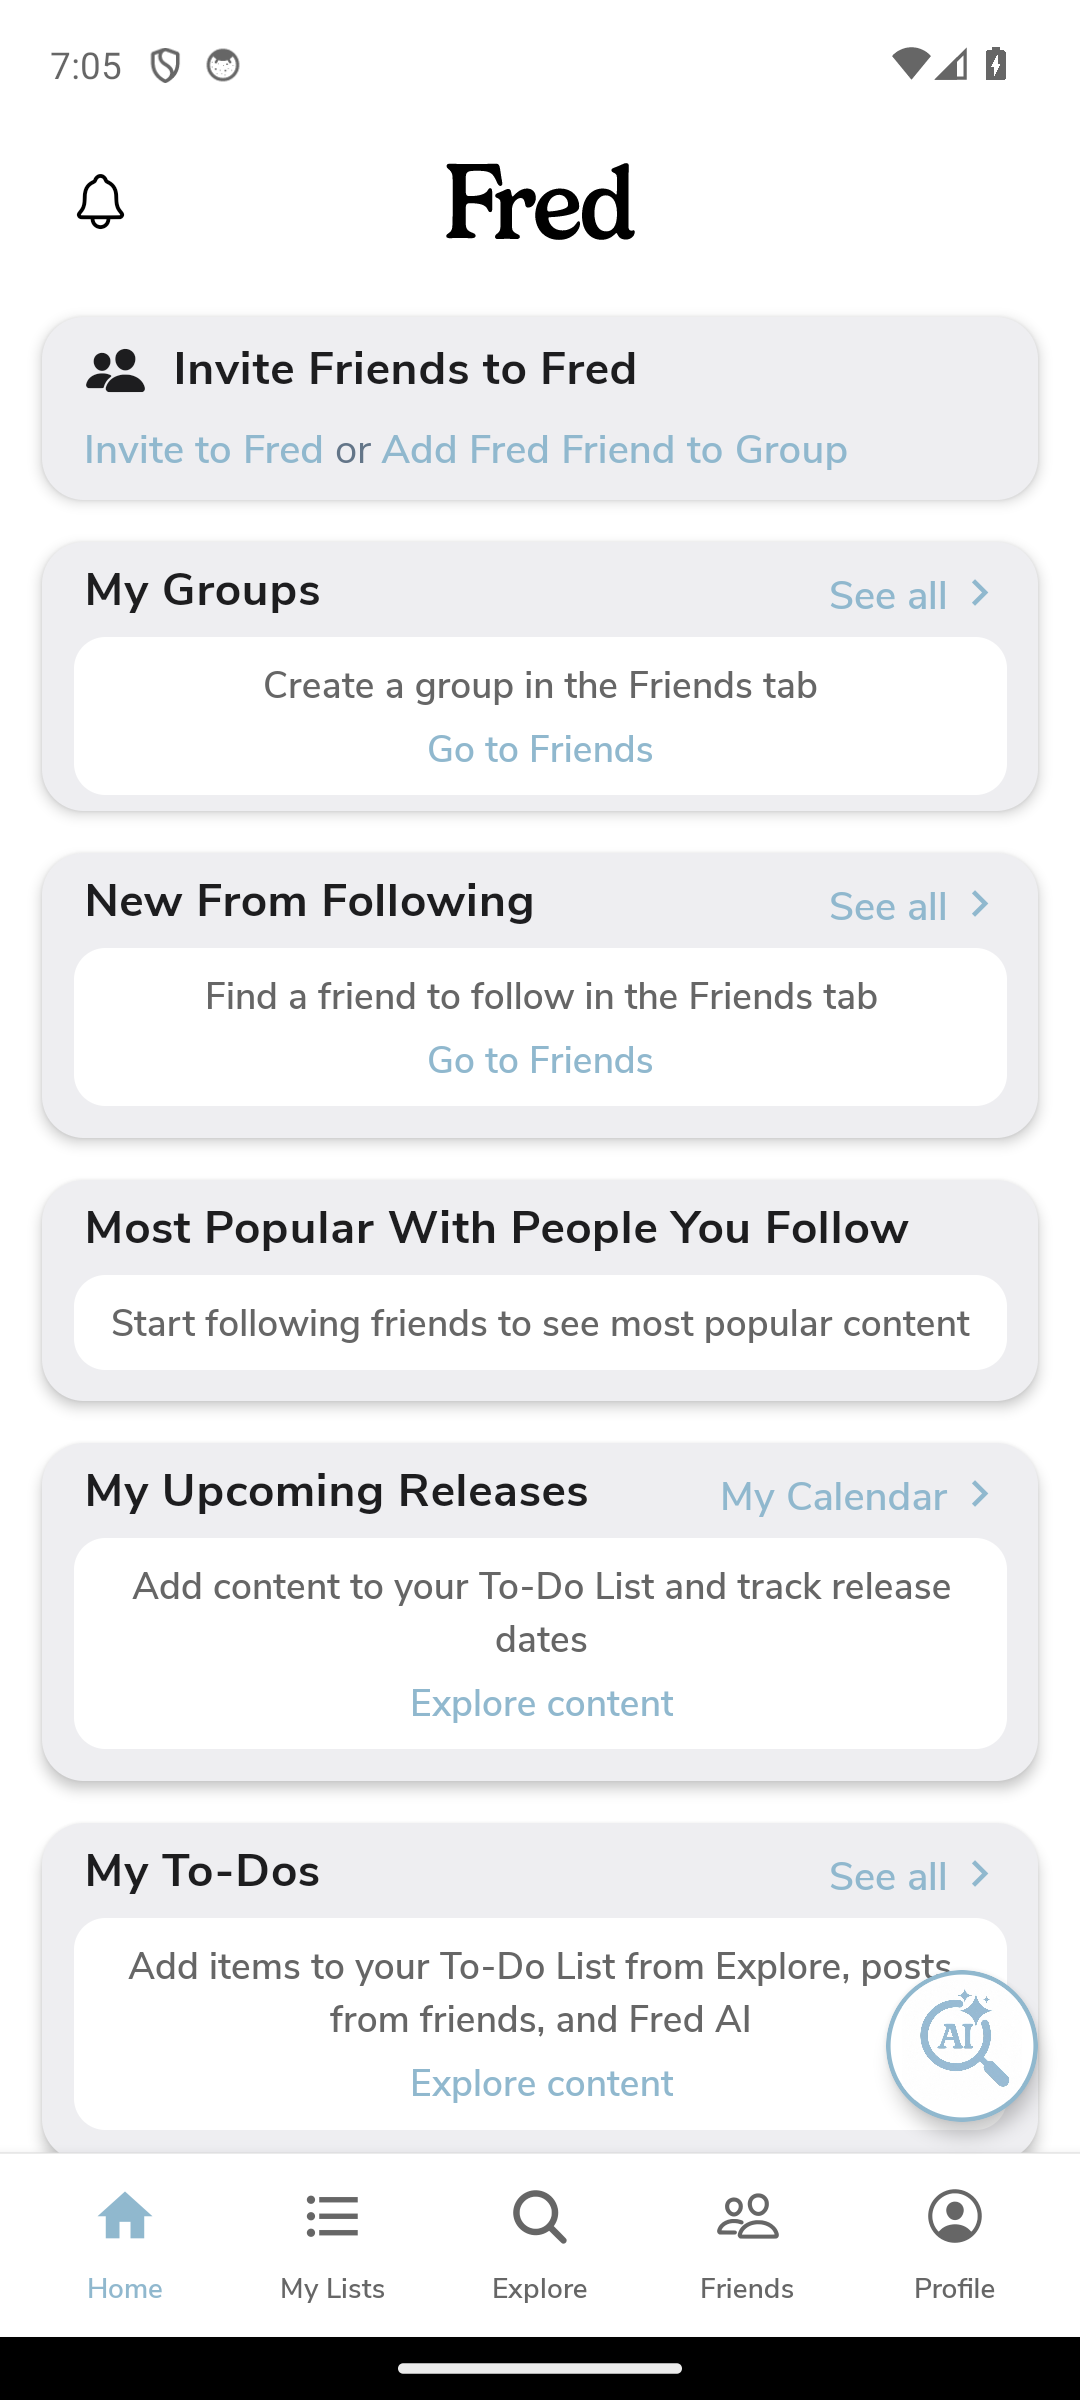 7:05
Fred
Invite Friends to Fred
Invite to Fred or Add Fred Friend to Group
My Groups
See all
Create a group in the Friends tab
Go to Friends
New From Following
See all
Find a friend to follow in the Friends tab
Go to Friends
Most Popular With People You Follow
Start following friends to see most popular content
My Upcoming Releases
My Calendar
Add content to your To-Do List and track release
dates
Explore content
My To-Dos
See all
Add items to your To-Do List from Explore, posts
from friends, and Fred AI
Explore content
AI
Home
My Lists
Explore
Friends
Profile